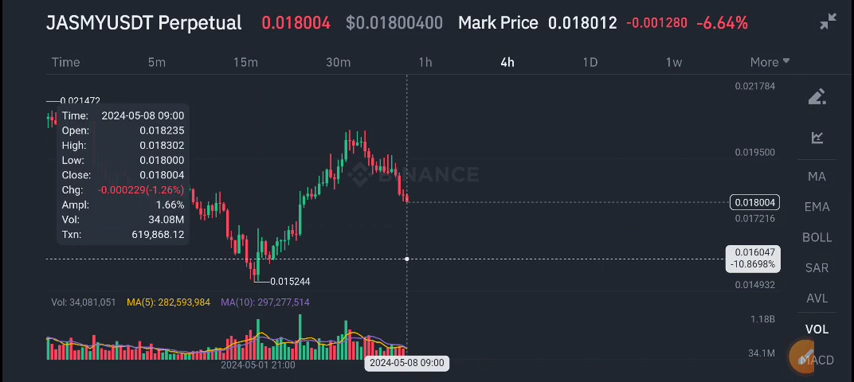 JASMYUSDT Perpetual 0.018004 $0.01800400 Mark Price 0.018012 -0.001280 -6.64%
Time 5m 15m 30m 1h 4h 1D 1w More
0.021784
0.021472
Time: 2024-05-08 09:00
Open: 0.018235
High: 0.018302
Low: 0.018000
Close: 0.018004
Chg: -0.000229(-1.26%)
Ampl: 1.66%
Vol: 34.08M
Txn: 619,868.12
BINANCE
0.019500
0.018004
0.017216
0.016047
-10.8698%
0.015244
0.014932
MA
EMA
BOLL
SAR
AVL
VOL
MACD
Vol: 34,081,051 MA(5): 282,593,984 MA(10): 297,277,514
1.18B
34.1M
2024-05-01 21:00 2024-05-08 09:00